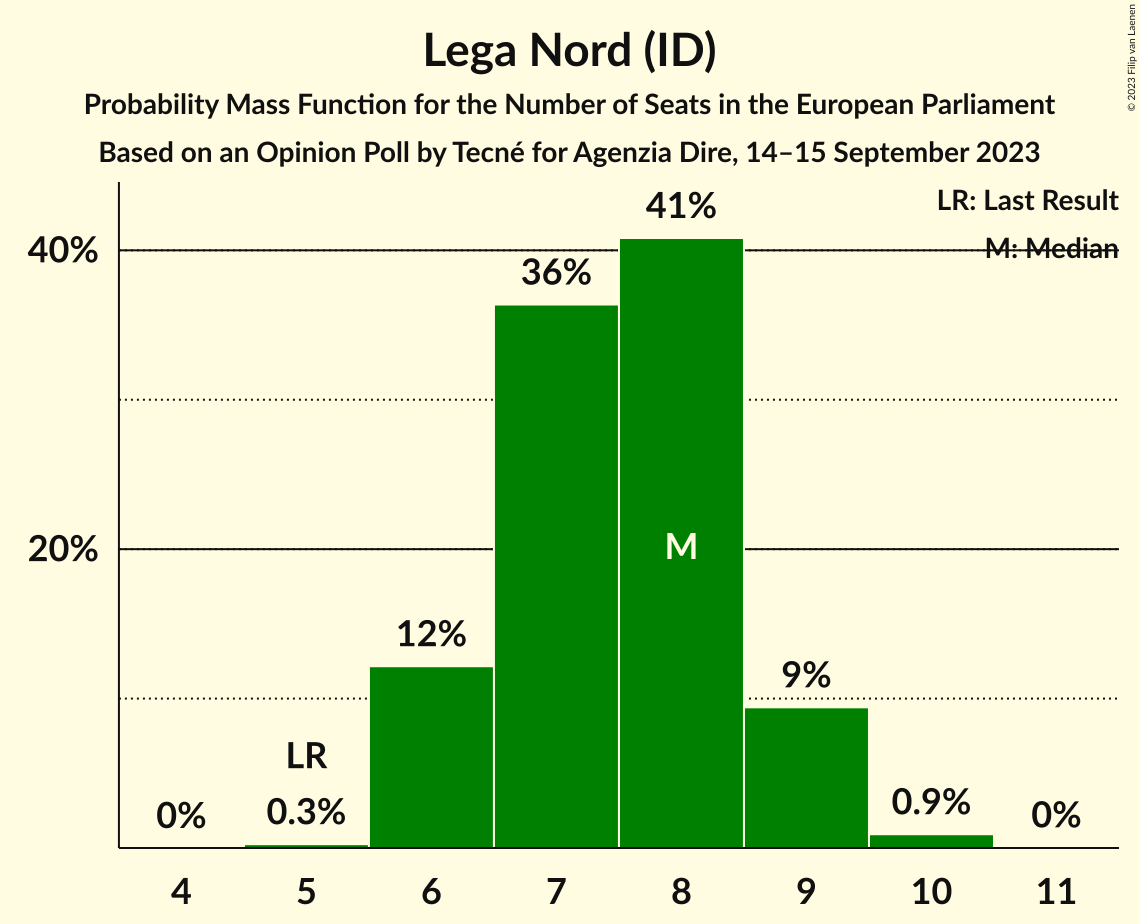 Lega Nord (ID)
Probability Mass Function for the Number of Seats in the European Parliament
Based on an Opinion Poll by Tecné for Agenzia Dire, 14–15 September 2023
© 2023 Filip van Laenen
LR: Last Result
M: Median
40%
20%
0%
LR
0.3%
12%
36%
41%
M
9%
0.9%
0%
4 5 6 7 8 9 10 11